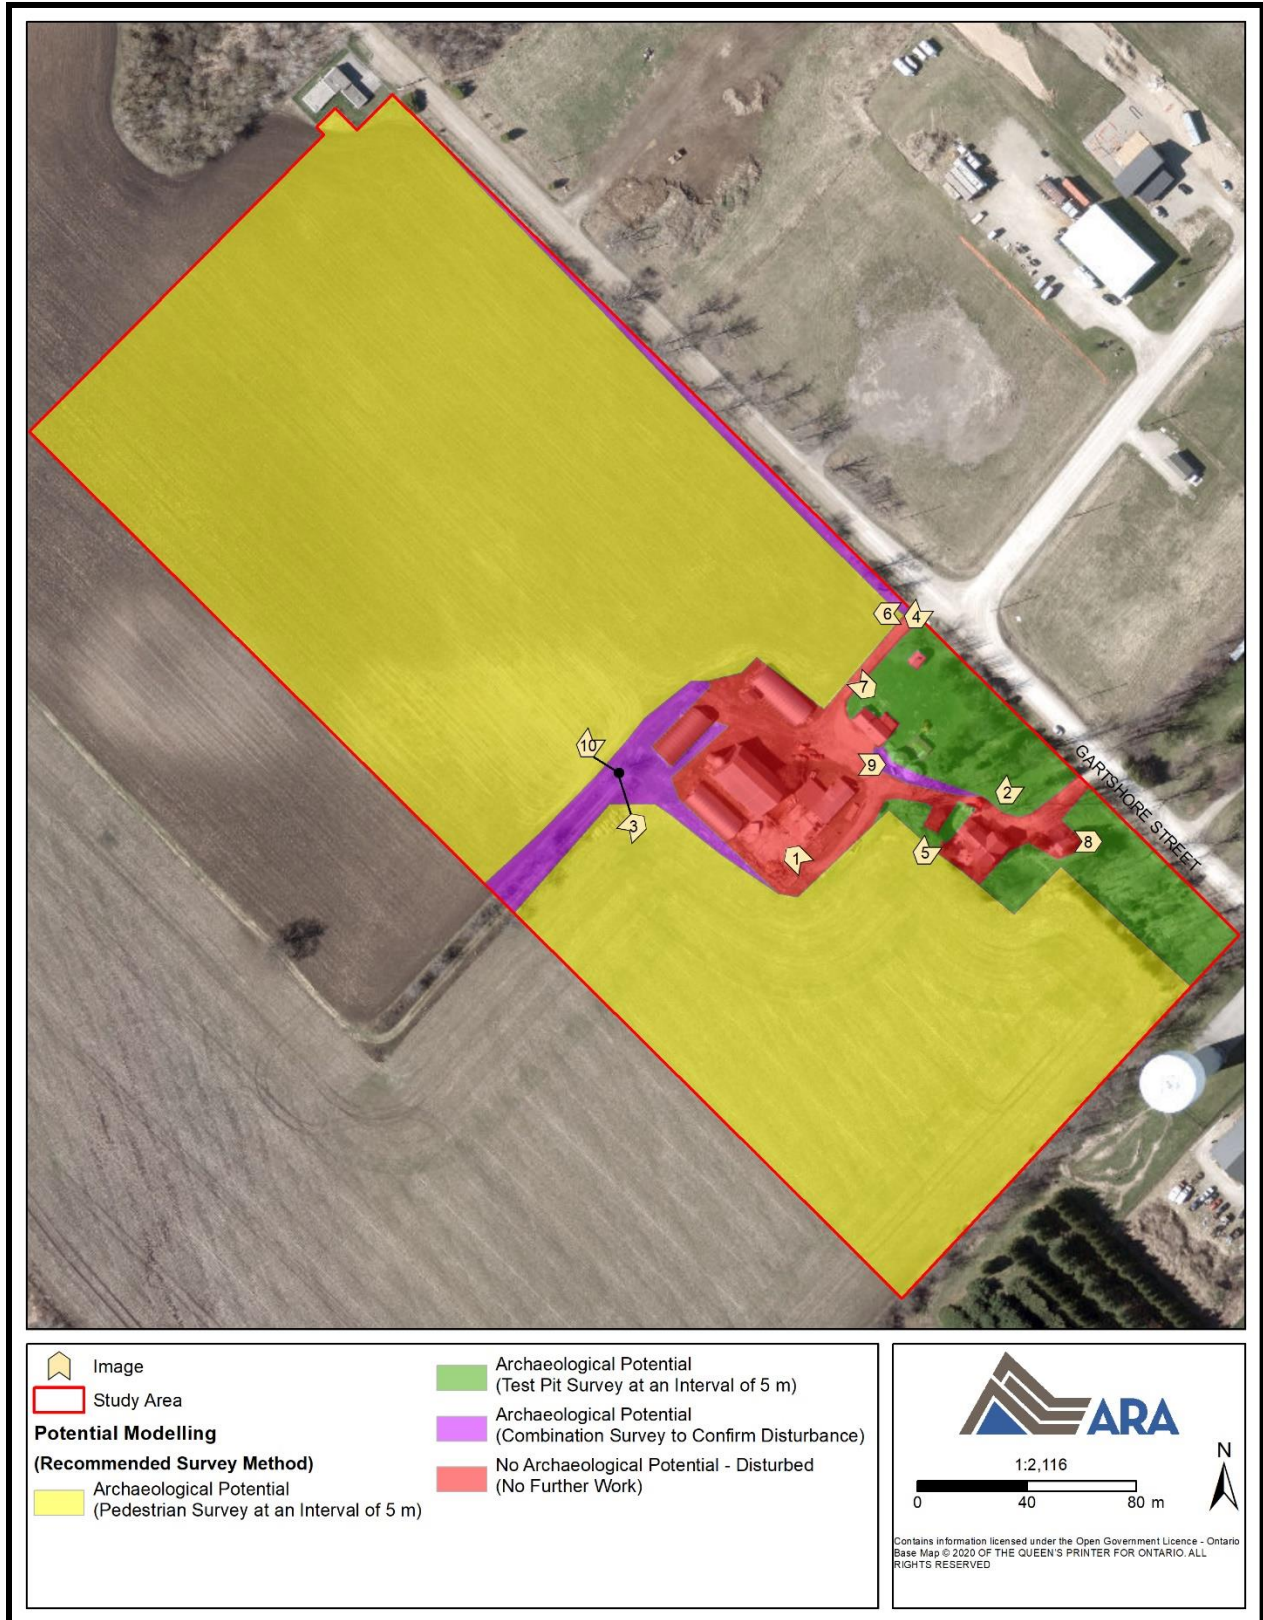 6
4
7
10
9
2
GARTSHORE STREET
3
8
5
1
Image
Study Area
Potential Modelling
(Recommended Survey Method)
Archaeological Potential
(Pedestrian Survey at an Interval of 5 m)
Archaeological Potential
(Test Pit Survey at an Interval of 5 m)
Archaeological Potential
(Combination Survey to Confirm Disturbance)
No Archaeological Potential - Disturbed
(No Further Work)
ARA
1:2,116
N
0 40 80 m
Contains information licensed under the Open Government Licence - Ontario
Base Map © 2020 OF THE QUEEN'S PRINTER FOR ONTARIO. ALL
RIGHTS RESERVED